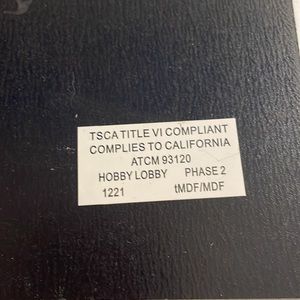 TSCA TITLE VI COMPLIANT
COMPLIES TO CALIFORNIA
ATCM 93120
HOBBY LOBBY PHASE 2
1221 tMDF/MDF